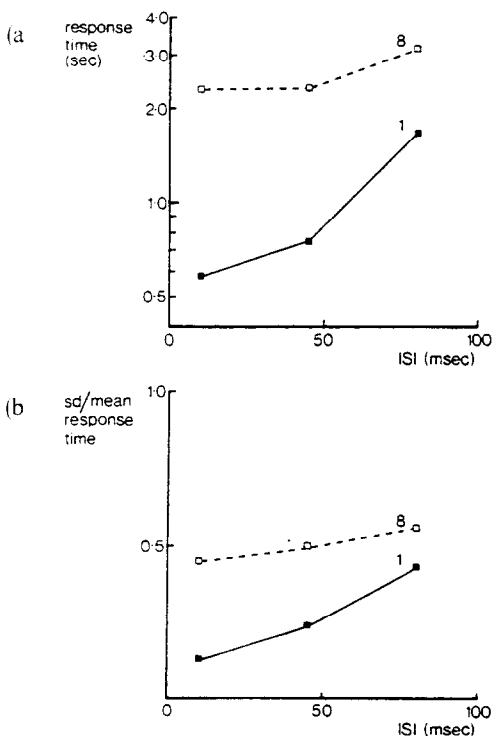 (a
response
time
(sec)
4·0
3·0
2·0
1·0
0·5
8
1
0
50
100
ISI (msec)
(b
sd/mean
response
time
1·0
0·5
8
1
0
50
100
ISI (msec)